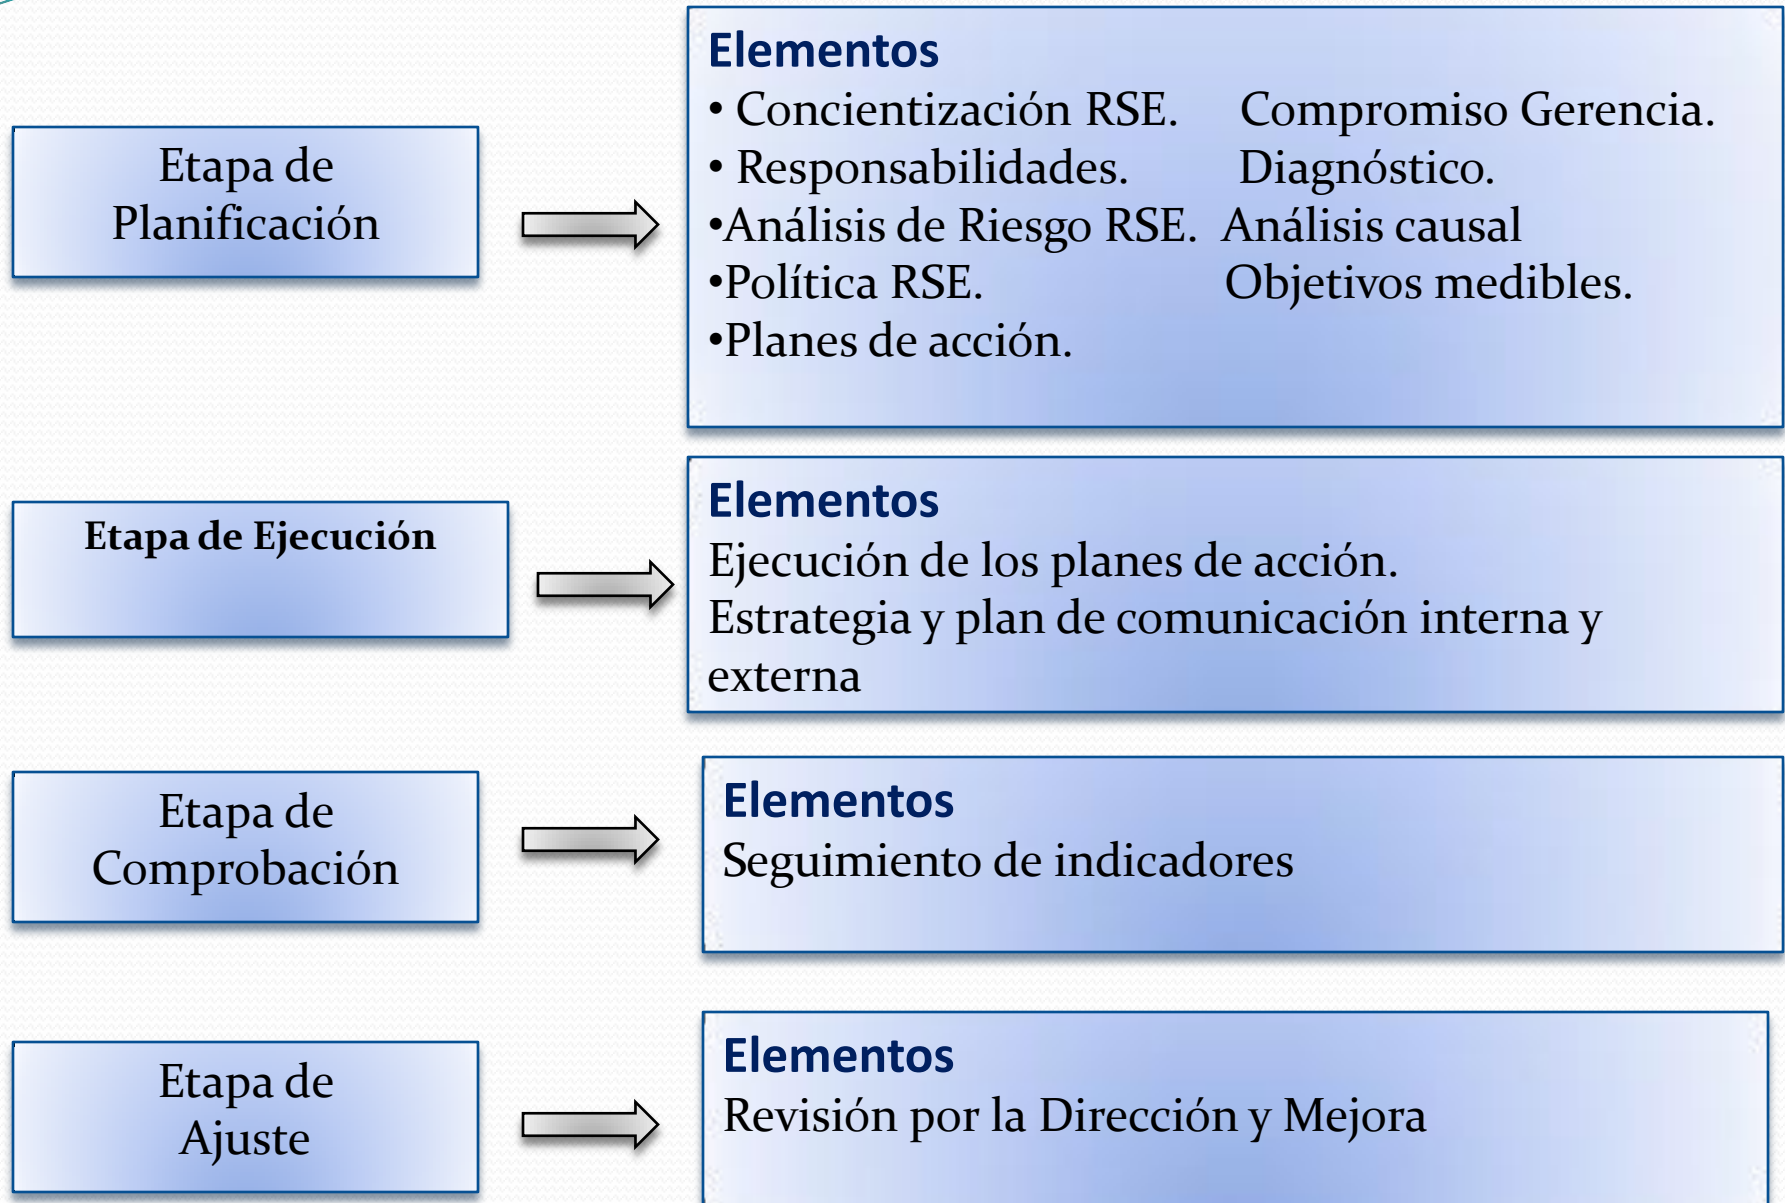 Etapa de
Planificación
Elementos
• Concientización RSE. Compromiso Gerencia.
• Responsabilidades. Diagnóstico.
•Análisis de Riesgo RSE. Análisis causal
•Política RSE. Objetivos medibles.
•Planes de acción.
Etapa de Ejecución
Elementos
Ejecución de los planes de acción.
Estrategia y plan de comunicación interna y
externa
Etapa de
Comprobación
Elementos
Seguimiento de indicadores
Etapa de
Ajuste
Elementos
Revisión por la Dirección y Mejora